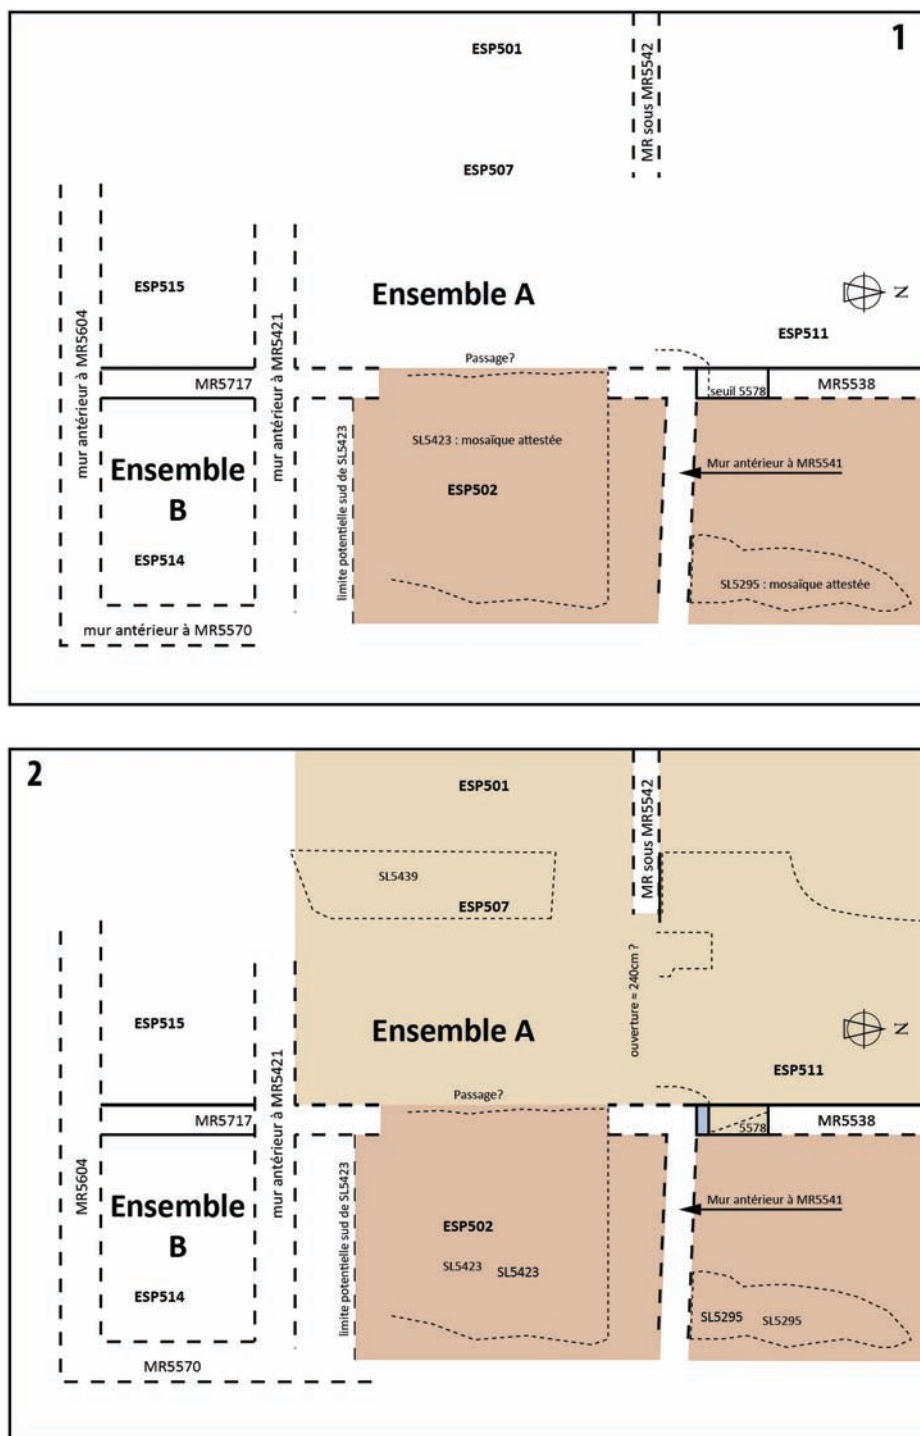 1
ESP501
MR sous MR5542
ESP507
ESP515
Ensemble A
N
mur antérieur à MR5604
mur antérieur à MR5421
ESP511
Passage?
MR5717
seuil 5578
MR5538
limite potentielle sud de SL5423
SL5423 : mosaïque attestée
Mur antérieur à MR5541
Ensemble
B
ESP502
ESP514
SL5295 : mosaïque attestée
mur antérieur à MR5570
2
ESP501
MR sous MR5542
SL5439
ESP507
ouverture = 240cm ?
ESP515
Ensemble A
N
MR5604
mur antérieur à MR5421
ESP511
Passage?
MR5717
5578
MR5538
limite potentielle sud de SL5423
Mur antérieur à MR5541
Ensemble
B
ESP502
SL5423
SL5423
ESP514
SL5295
SL5295
MR5570